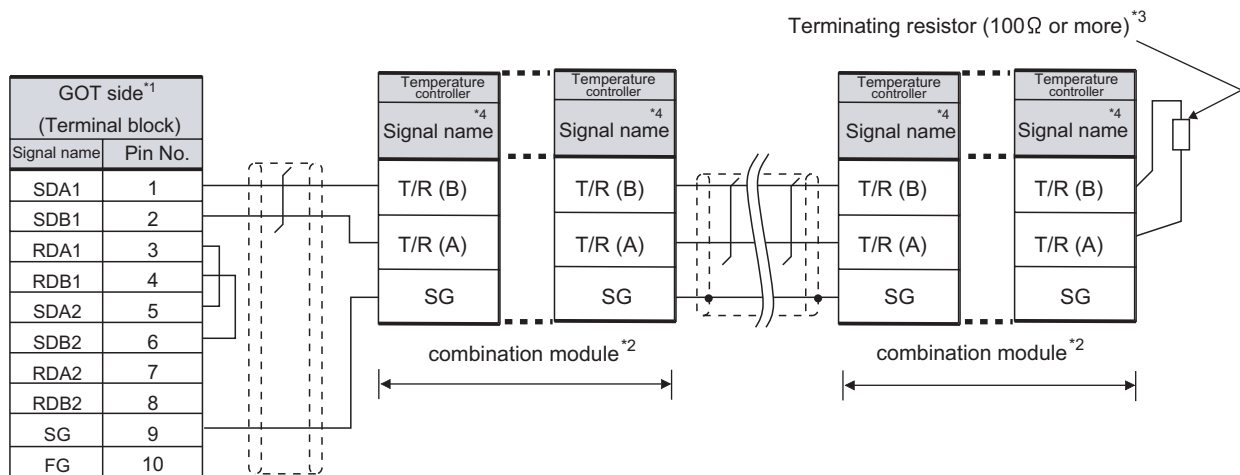 Terminating resistor (100Ω or more)*3
GOT side*1
(Terminal block)
Signal name Pin No.
SDA1 1
SDB1 2
RDA1 3
RDB1 4
SDA2 5
SDB2 6
RDA2 7
RDB2 8
SG 9
FG 10
Temperature
controller
*4
Signal name
T/R (B)
T/R (A)
SG
Temperature
controller
*4
Signal name
T/R (B)
T/R (A)
SG
combination module*2
Temperature
controller
*4
Signal name
T/R (B)
T/R (A)
SG
Temperature
controller
*4
Signal name
T/R (B)
T/R (A)
SG
combination module*2